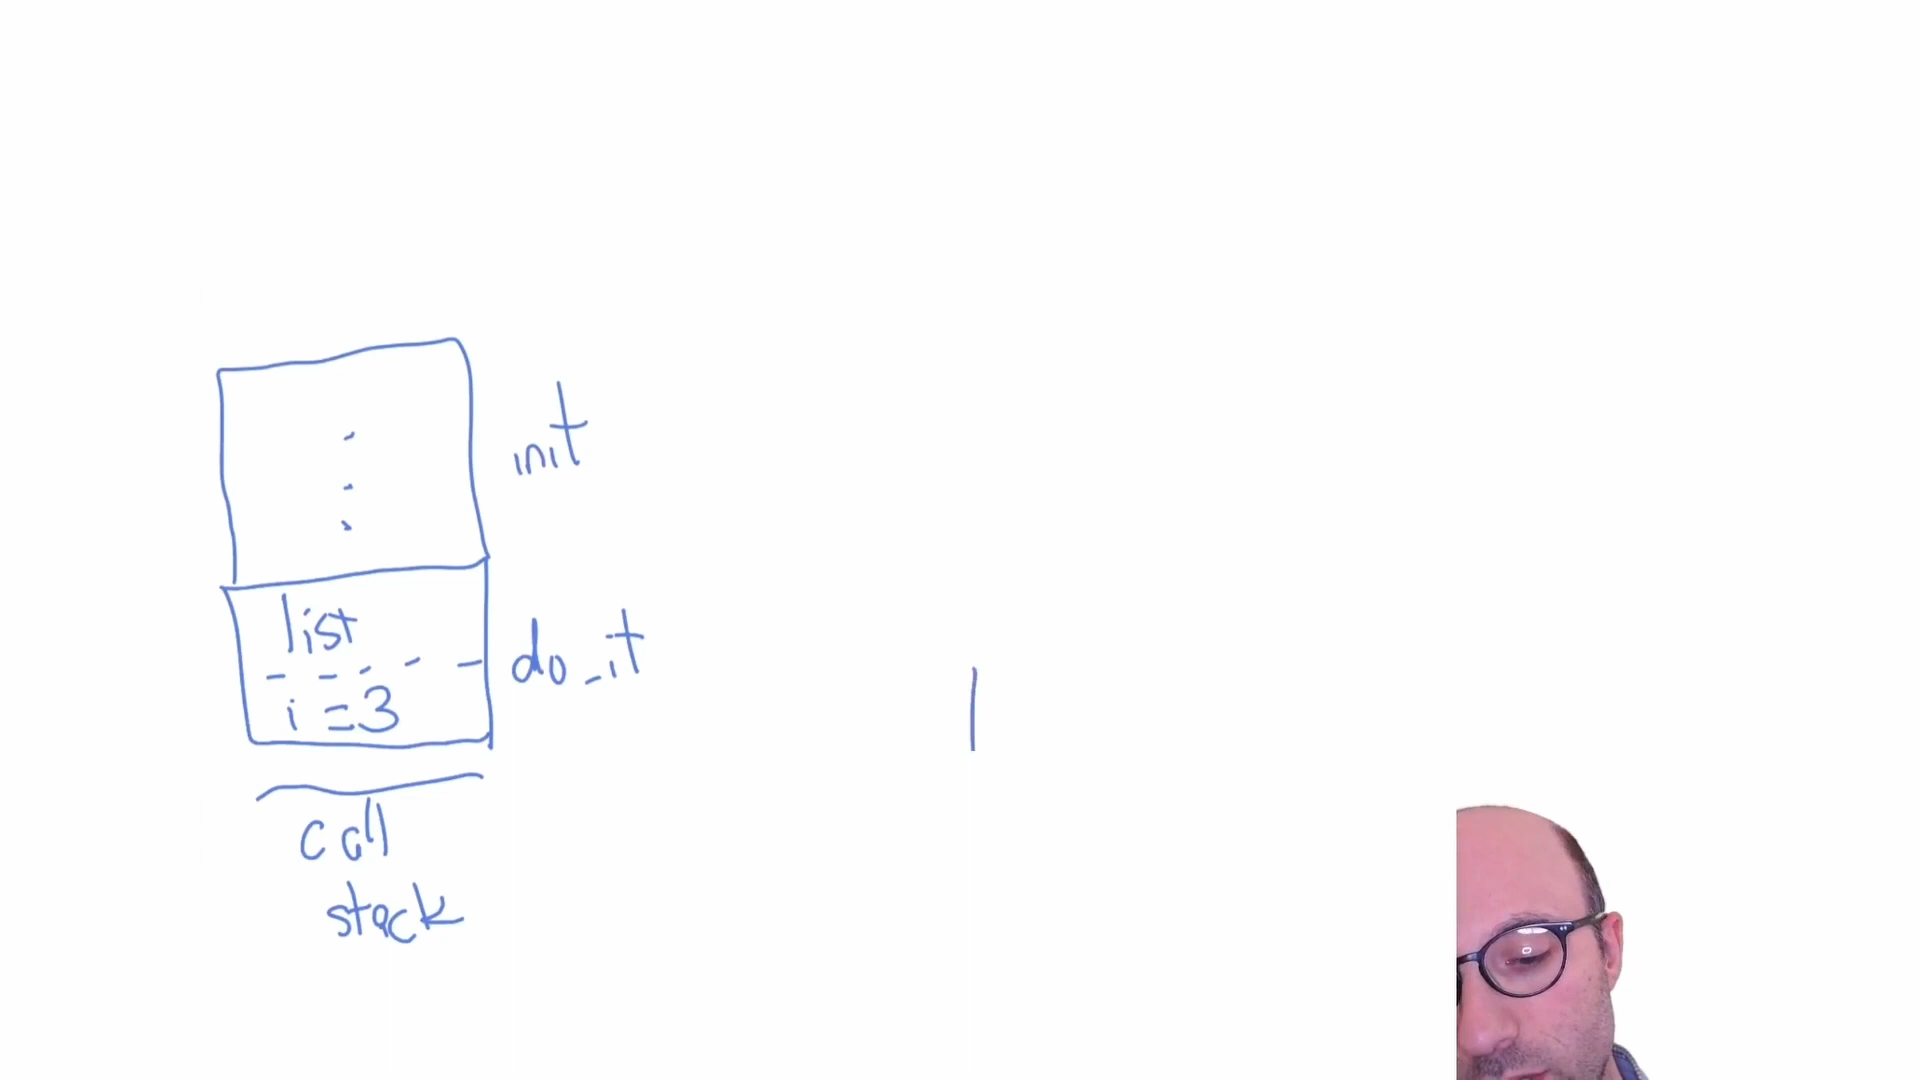 init
list
do_it
i = 3
call
stack